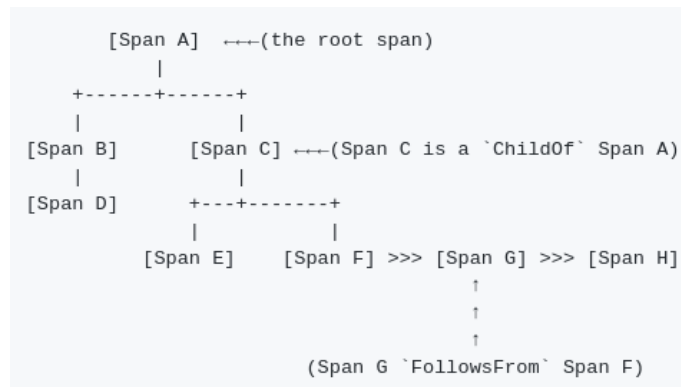 [Span A]  ←←←(the root span)
            |
     +------+------+
     |             |
 [Span B]      [Span C] ←←←(Span C is a `ChildOf` Span A)
     |             |
 [Span D]      +---+-------+
               |           |
           [Span E]    [Span F] >>> [Span G] >>> [Span H]
                                       ↑
                                       ↑
                                       ↑
                         (Span G `FollowsFrom` Span F)